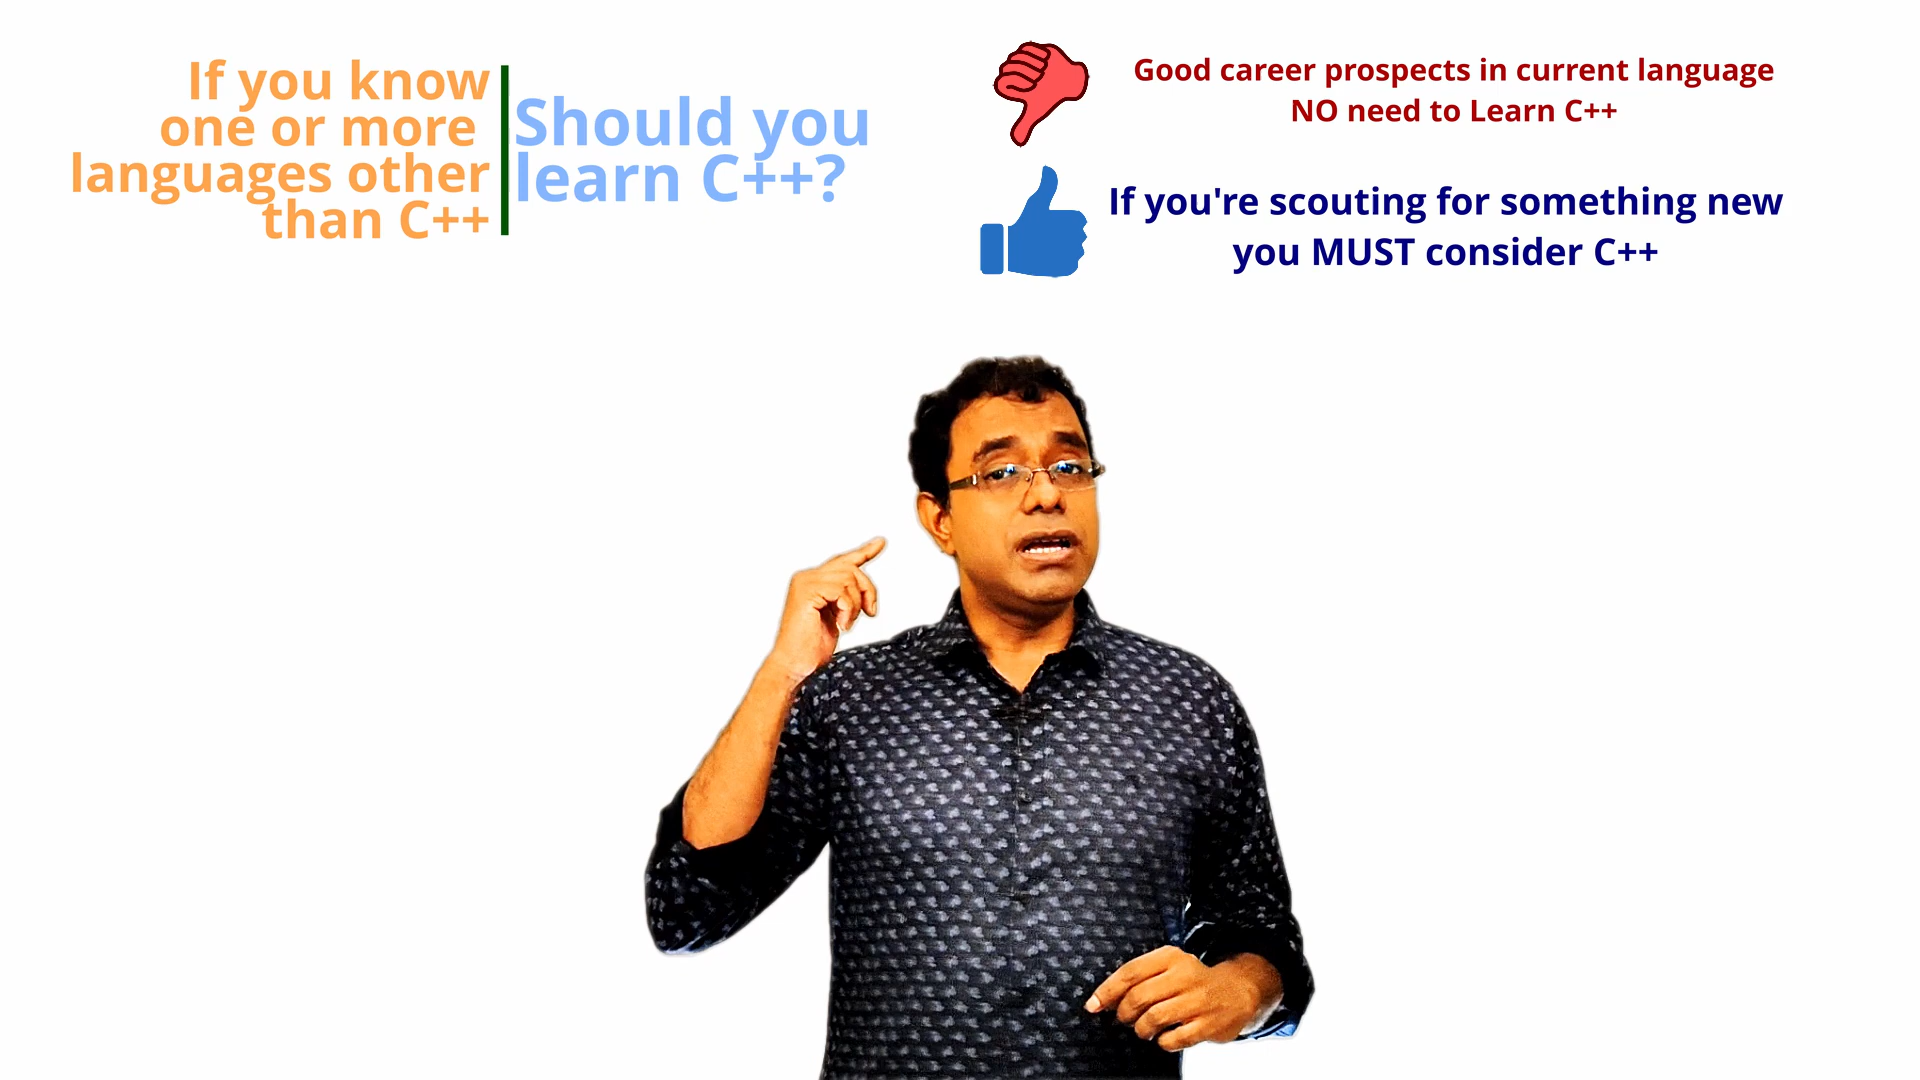 If you know
one or more
languages other
than C++
Should you
learn C++?
Good career prospects in current language
NO need to Learn C++
If you're scouting for something new
you MUST consider C++